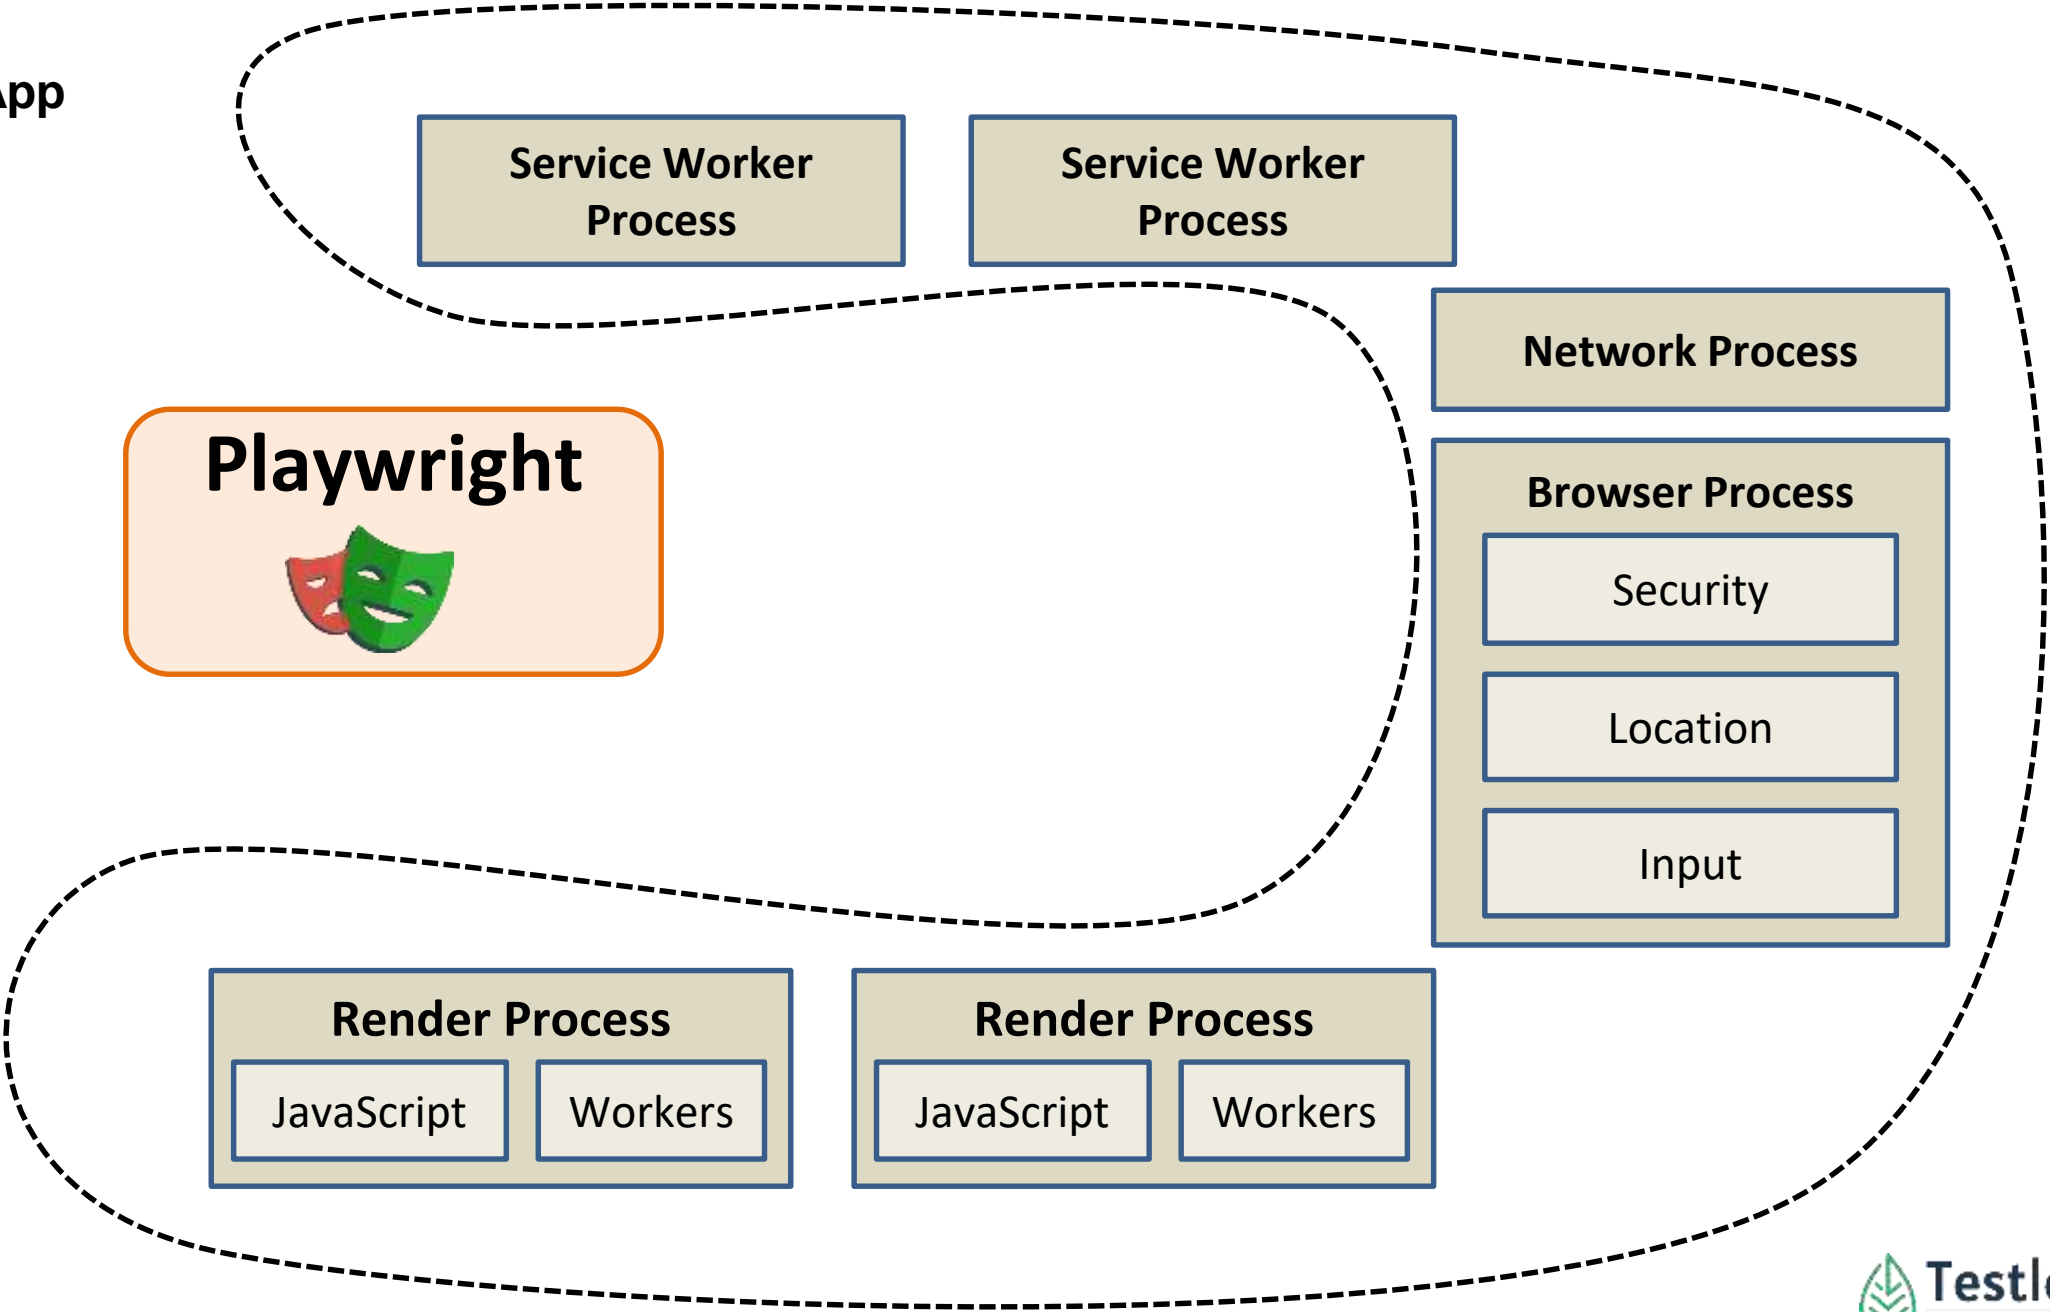 App
Service Worker
Process
Service Worker
Process
Network Process
Playwright
Browser Process
Security
Location
Input
Render Process
JavaScript
Workers
Render Process
JavaScript
Workers